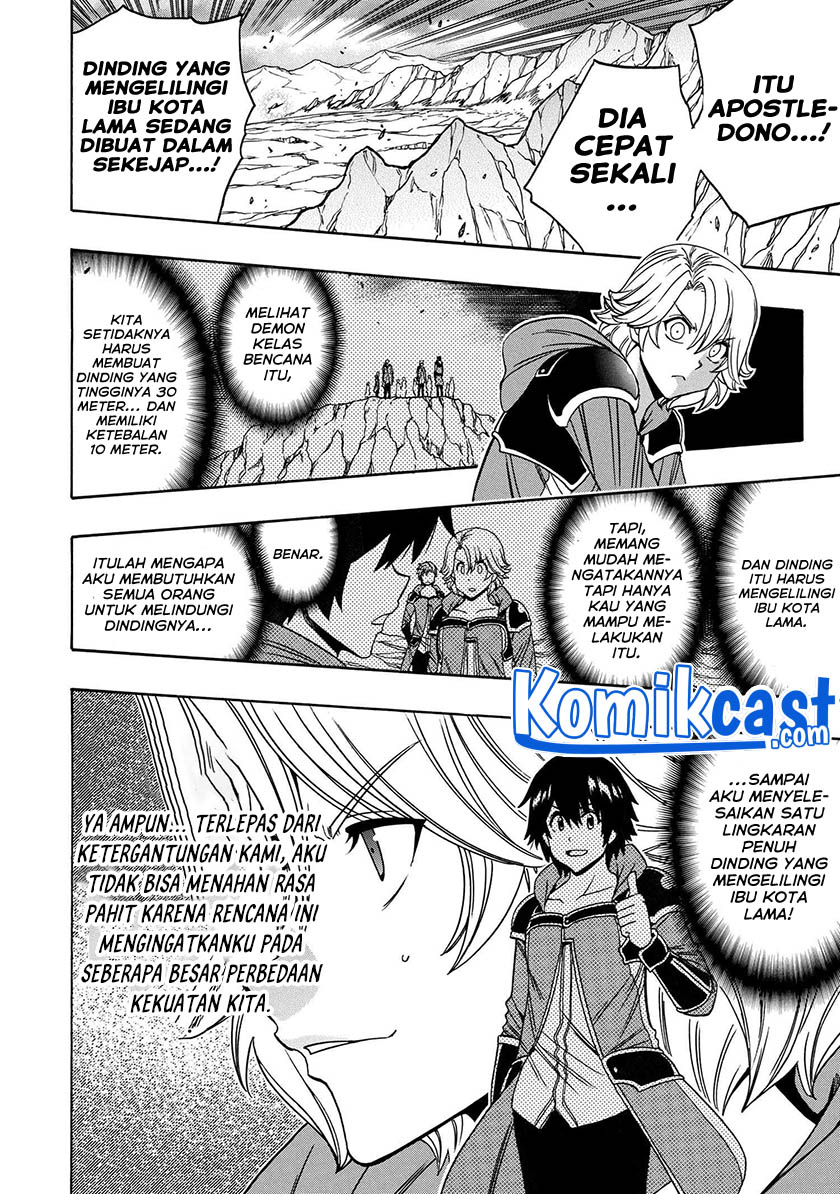 ITU
APOSTLE-
DONO...!
DIA
CEPAT
SEKALI
...
DINDING YANG
MENGELILINGI
IBU KOTA
LAMA SEDANG
DIBUAT DALAM
SEKEJAP...!
MELIHAT
DEMON
KELAS
BENCANA
ITU,
KITA
SETIDAKNYA
HARUS
MEMBUAT
DINDING YANG
TINGGINYA 30
METER... DAN
MEMILIKI
KETEBALAN
10 METER.
DAN DINDING
ITU HARUS
MENGELILINGI
IBU KOTA
LAMA.
TAPI,
MEMANG
MUDAH ME-
NGATAKANNYA
TAPI HANYA
KAU YANG
MAMPU ME-
LAKUKAN
ITU.
BENAR.
ITULAH MENGAPA
AKU MEMBUTUHKAN
SEMUA ORANG
UNTUK MELINDUNGI
DINDINGNYA...
Komikcast
.com
...SAMPAI
AKU MENYELE-
SAIKAN SATU
LINGKARAN
PENUH
DINDING YANG
MENGELILINGI
IBU KOTA
LAMA!
YA AMPUN... TERLEPAS DARI
KETERGANTUNGAN KAMI, AKU
TIDAK BISA MENAHAN RASA
PAHIT KARENA RENCANA INI
MENGINGATKANKU PADA
SEBERAPA BESAR PERBEDAAN
KEKUATAN KITA.